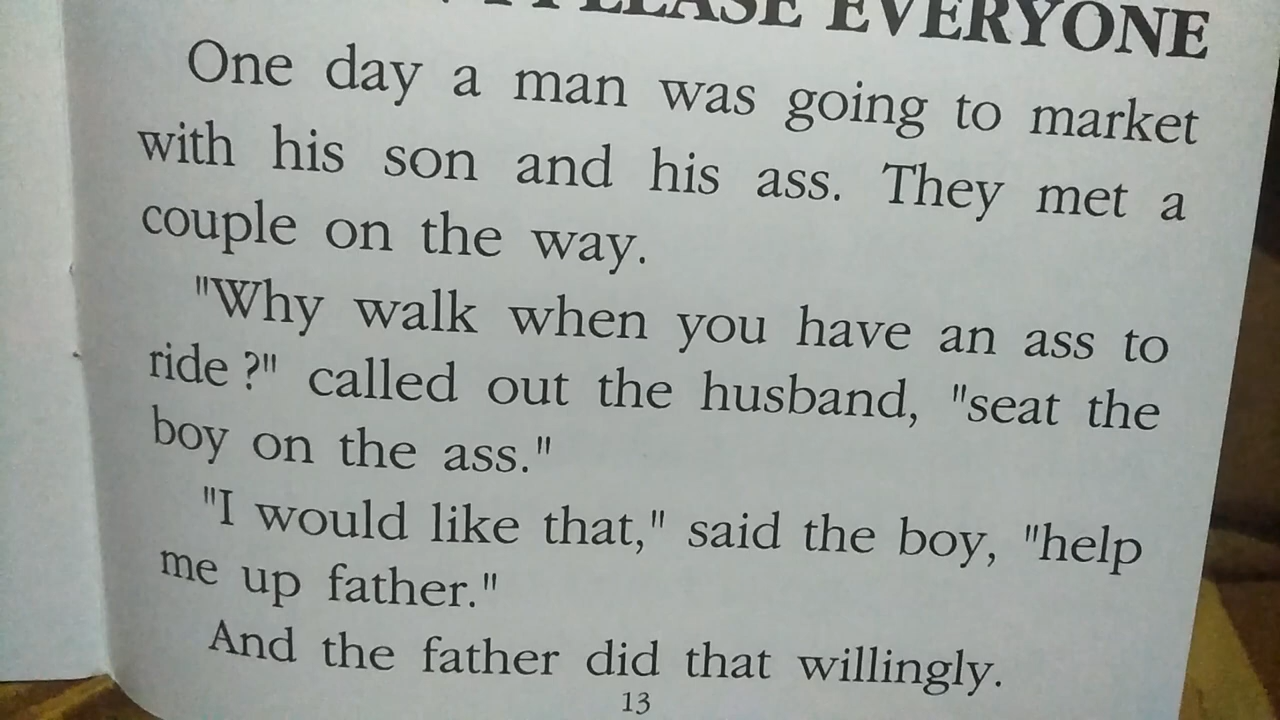 PLEASE EVERYONE
One day a man was going to market
with his son and his ass. They met a
couple on the way.
"Why walk when you have an ass to
ride ?" called out the husband, "seat the
boy on the ass."
"I would like that," said the boy, "help
me up father."
And the father did that willingly.
13